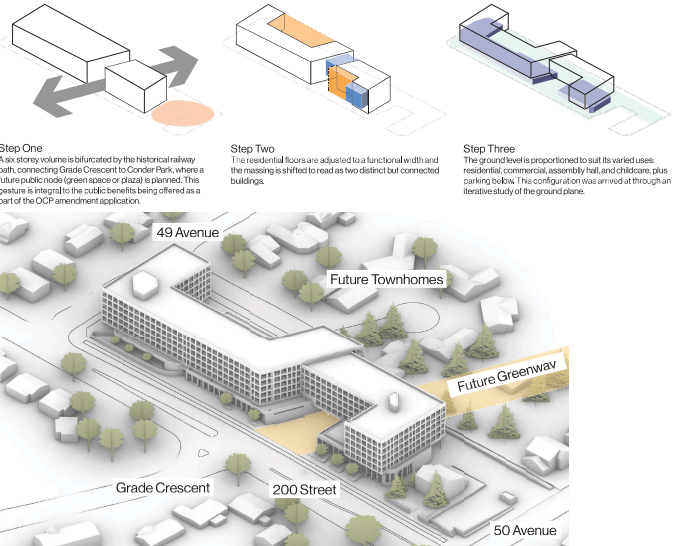 Step One
A six storey volume is bifurcated by the historical railway
path, connecting Grade Crescent to Conder Park, where a
future public node (green space or plaza) is planned. This
gesture is integral to the public benefits being offered as a
part of the OCP amendment application.
Step Two
The residential floors are adjusted to a functional width and
the massing is shifted to read as two distinct but connected
buildings.
Step Three
The ground level is proportioned to suit its varied uses:
residential, commercial, assembly hall, and childcare, plus
parking below. This configuration was arrived at through an
iterative study of the ground plane.
49 Avenue
Future Townhomes
Future Greenway
Grade Crescent
200 Street
50 Avenue